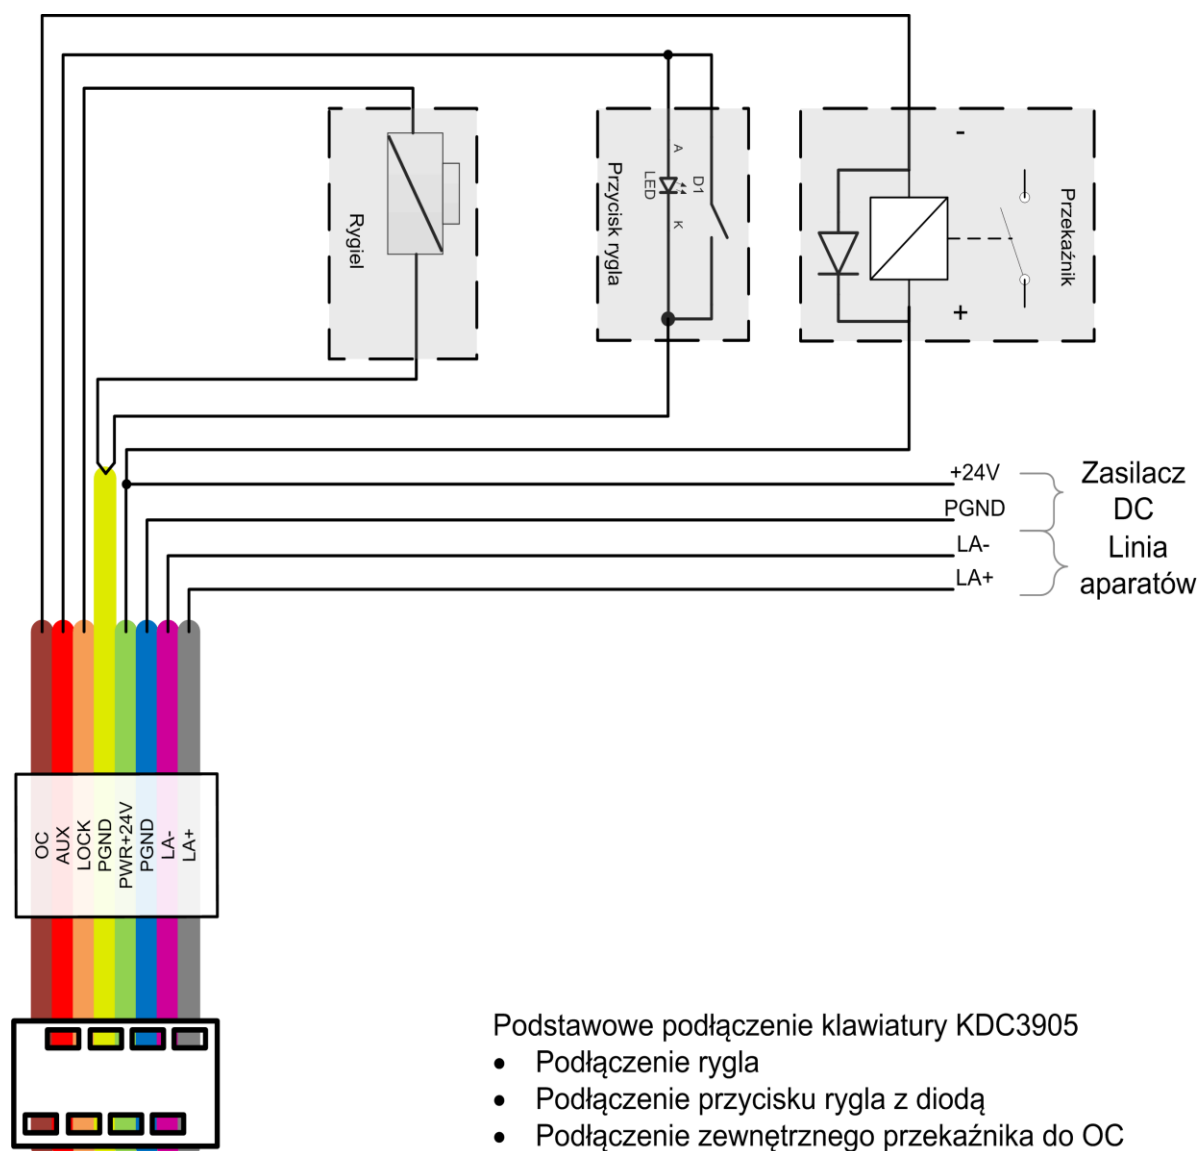 -
+
Rygiel
Przycisk rygla
A
LED
D1
K
Przekaźnik
+24V
PGND
LA-
LA+
Zasilacz
DC
Linia
aparatów
OC
AUX
LOCK
PGND
PWR+24V
PGND
LA-
LA+
Podstawowe podłączenie klawiatury KDC3905
• Podłączenie rygla
• Podłączenie przycisku rygla z diodą
• Podłączenie zewnętrznego przekaźnika do OC